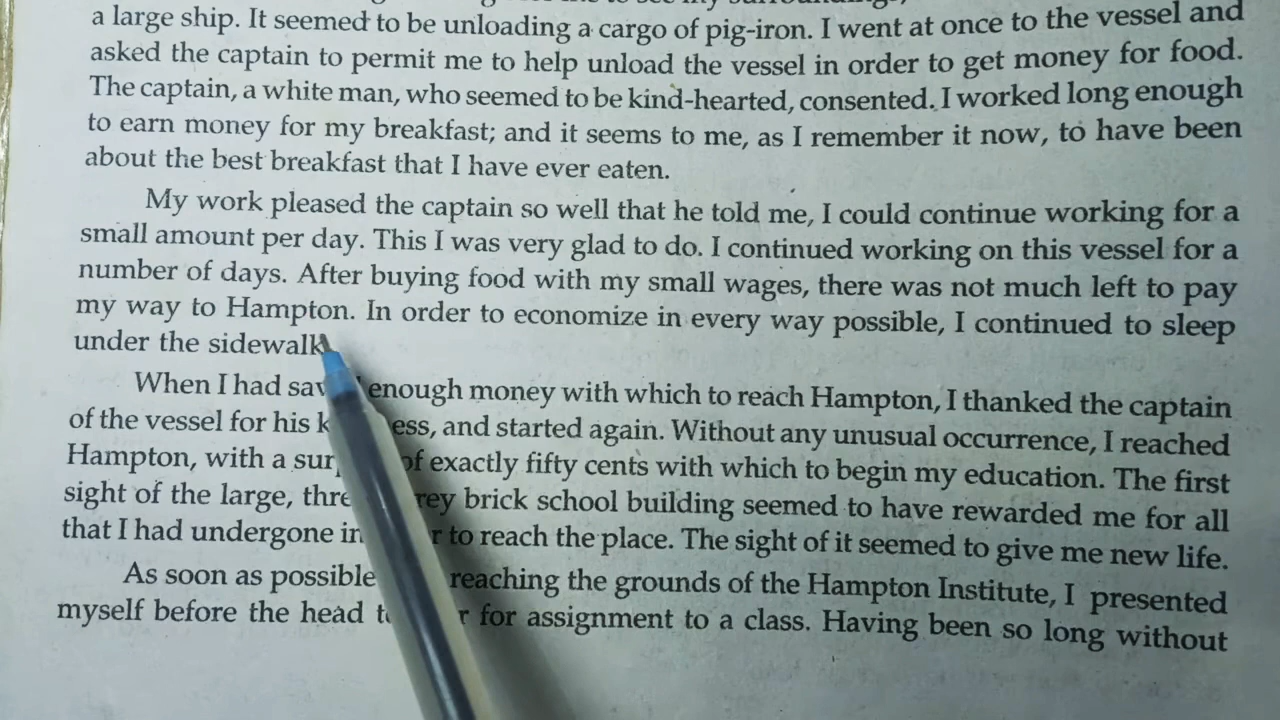 a large ship. It seemed to be unloading a cargo of pig-iron. I went at once to the vessel and
asked the captain to permit me to help unload the vessel in order to get money for food.
The captain, a white man, who seemed to be kind-hearted, consented. I worked long enough
to earn money for my breakfast; and it seems to me, as I remember it now, to have been
about the best breakfast that I have ever eaten.
My work pleased the captain so well that he told me, I could continue working for a
small amount per day. This I was very glad to do. I continued working on this vessel for a
number of days. After buying food with my small wages, there was not much left to pay
my way to Hampton. In order to economize in every way possible, I continued to sleep
under the sidewalk
When I had enough money with which to reach Hampton, I thanked the captain
of the vessel for his and started again. Without any unusual occurrence, I reached
Hampton, with a of exactly fifty cents with which to begin my education. The first
sight of the large, brick school building seemed to have rewarded me for all
that I had undergone to reach the place. The sight of it seemed to give me new life.
As soon as possible reaching the grounds of the Hampton Institute, I presented
myself before the head for assignment to a class. Having been so long without